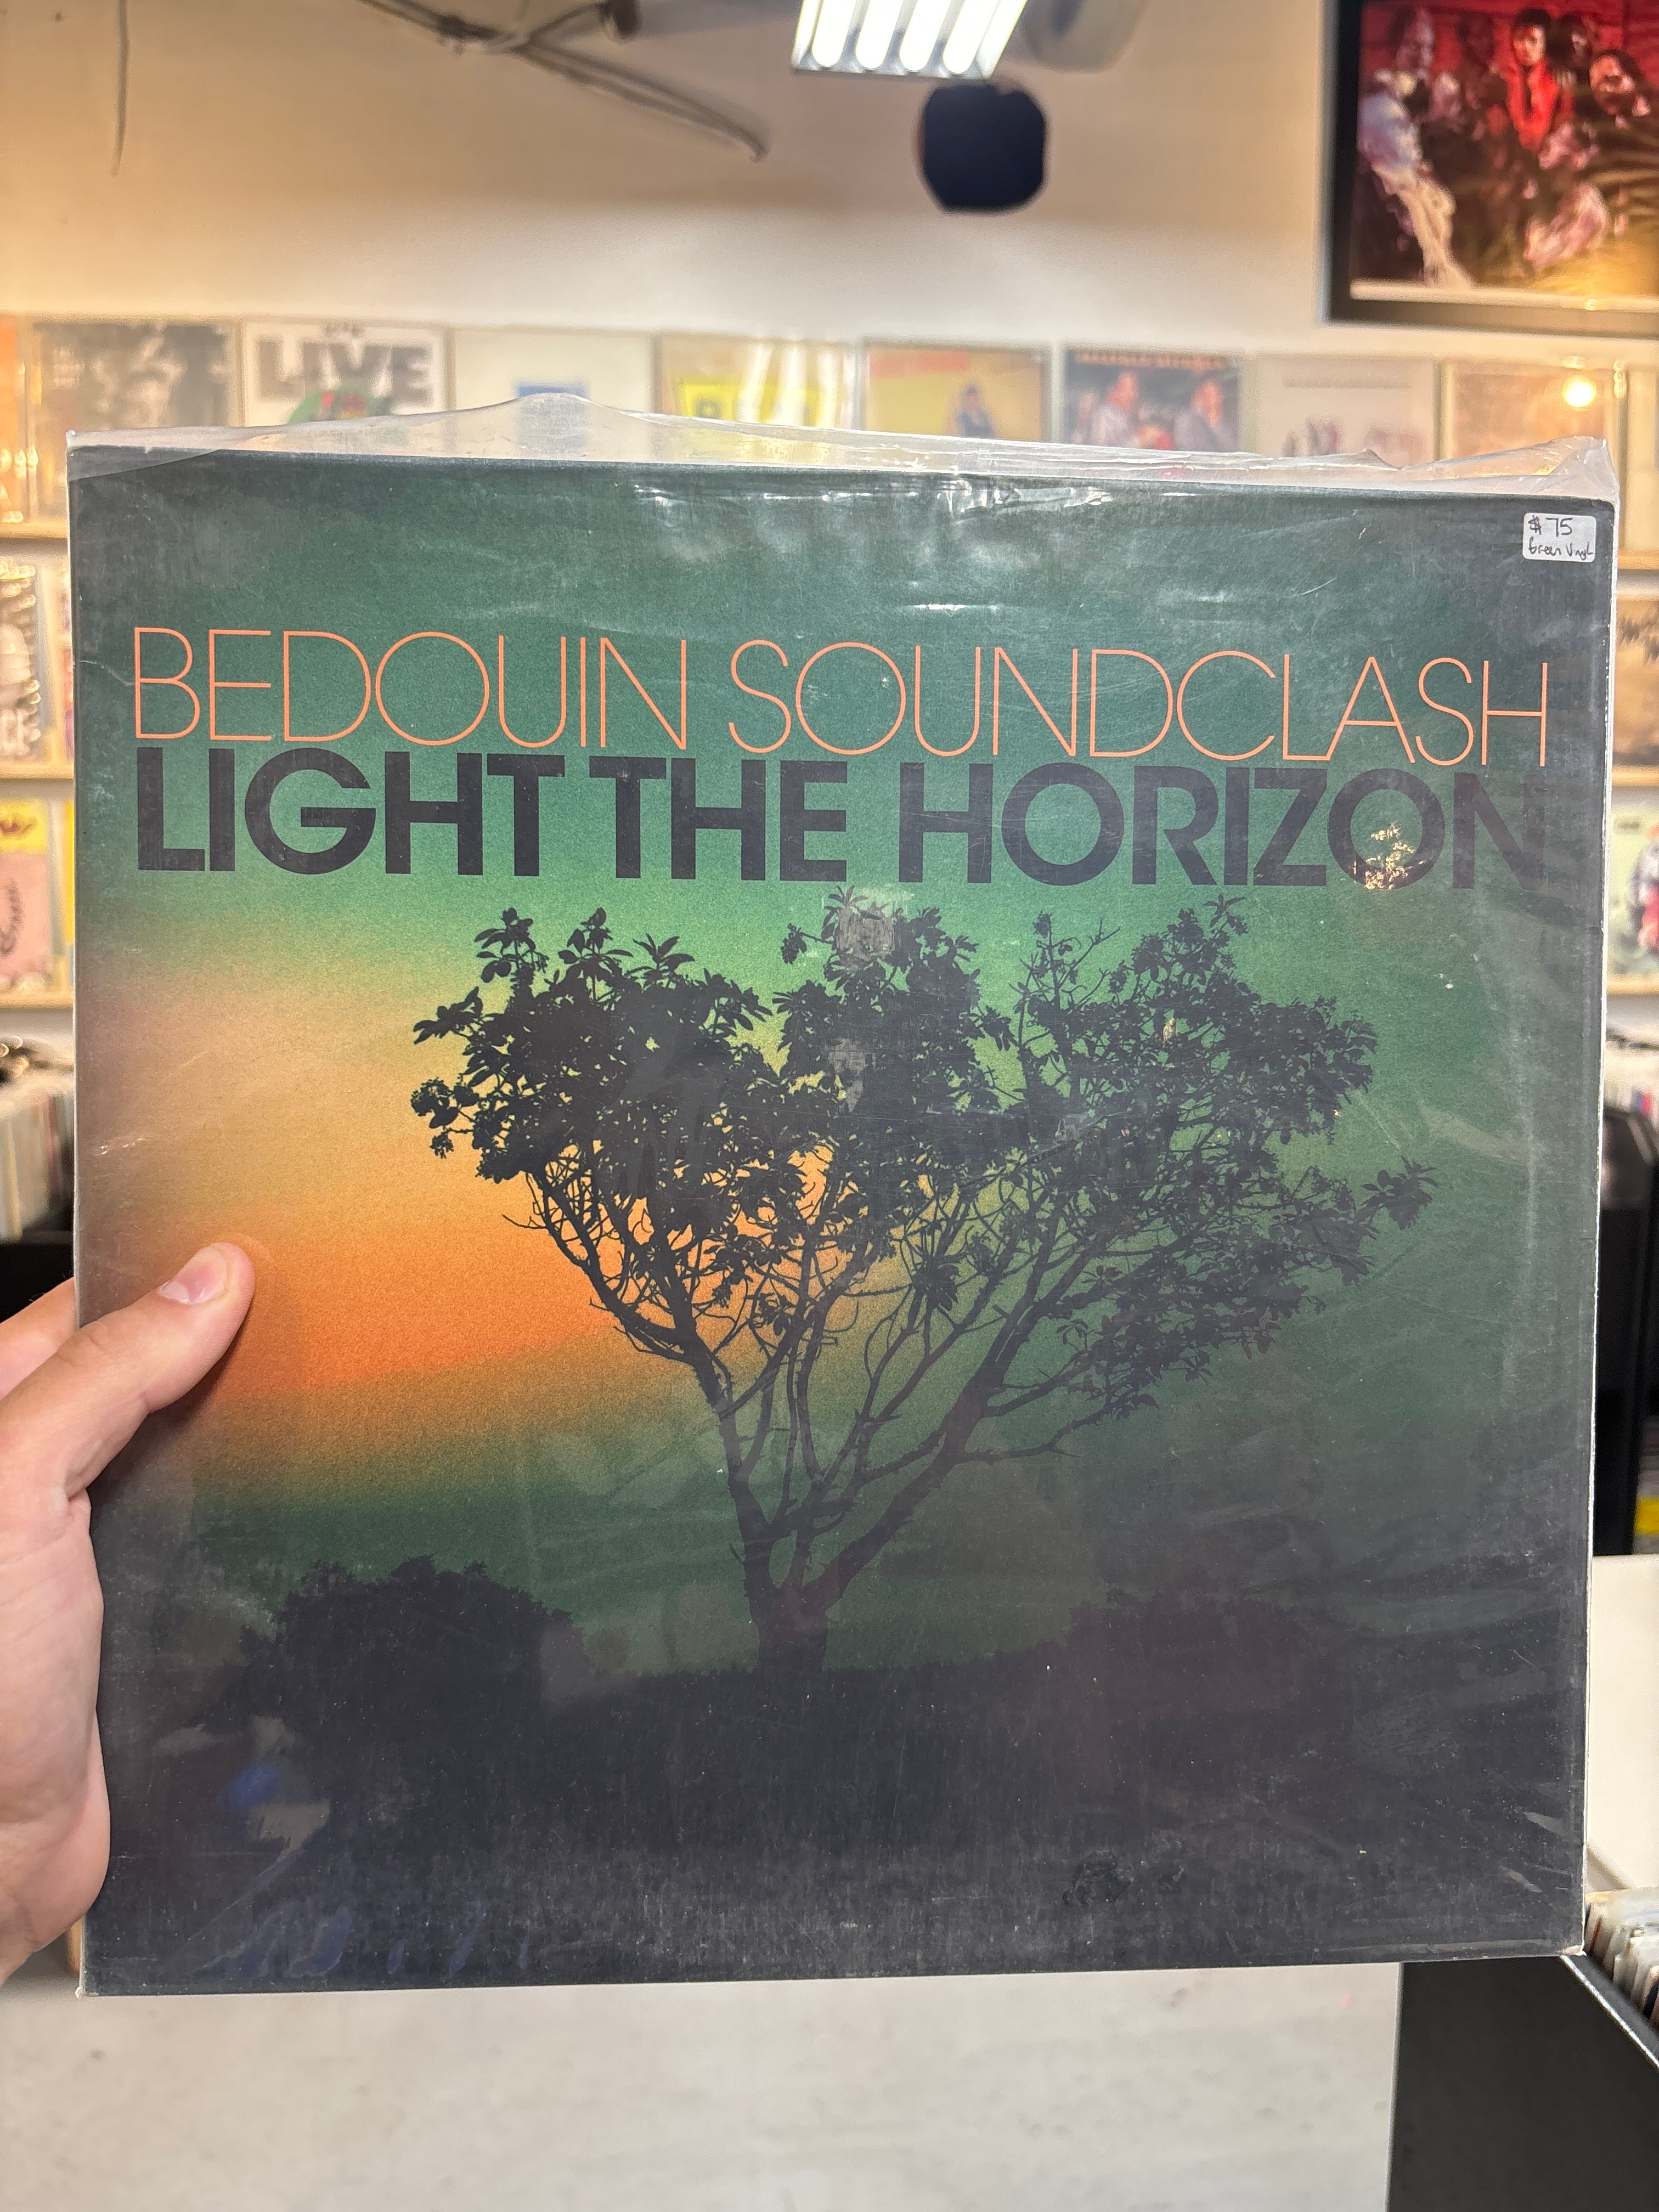 LIVE
$75
Green Vinyl
BEDOUIN SOUNDCLASH
LIGHT THE HORIZON